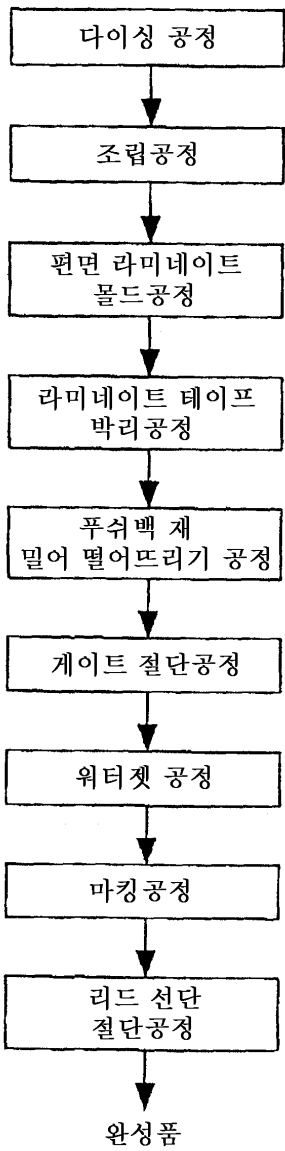 다이싱 공정
조립공정
편면 라미네이트
몰드공정
라미네이트 테이프
박리공정
푸쉬백 재
밀어 떨어뜨리기 공정
게이트 절단공정
워터젯 공정
마킹공정
리드 선단
절단공정
완성품